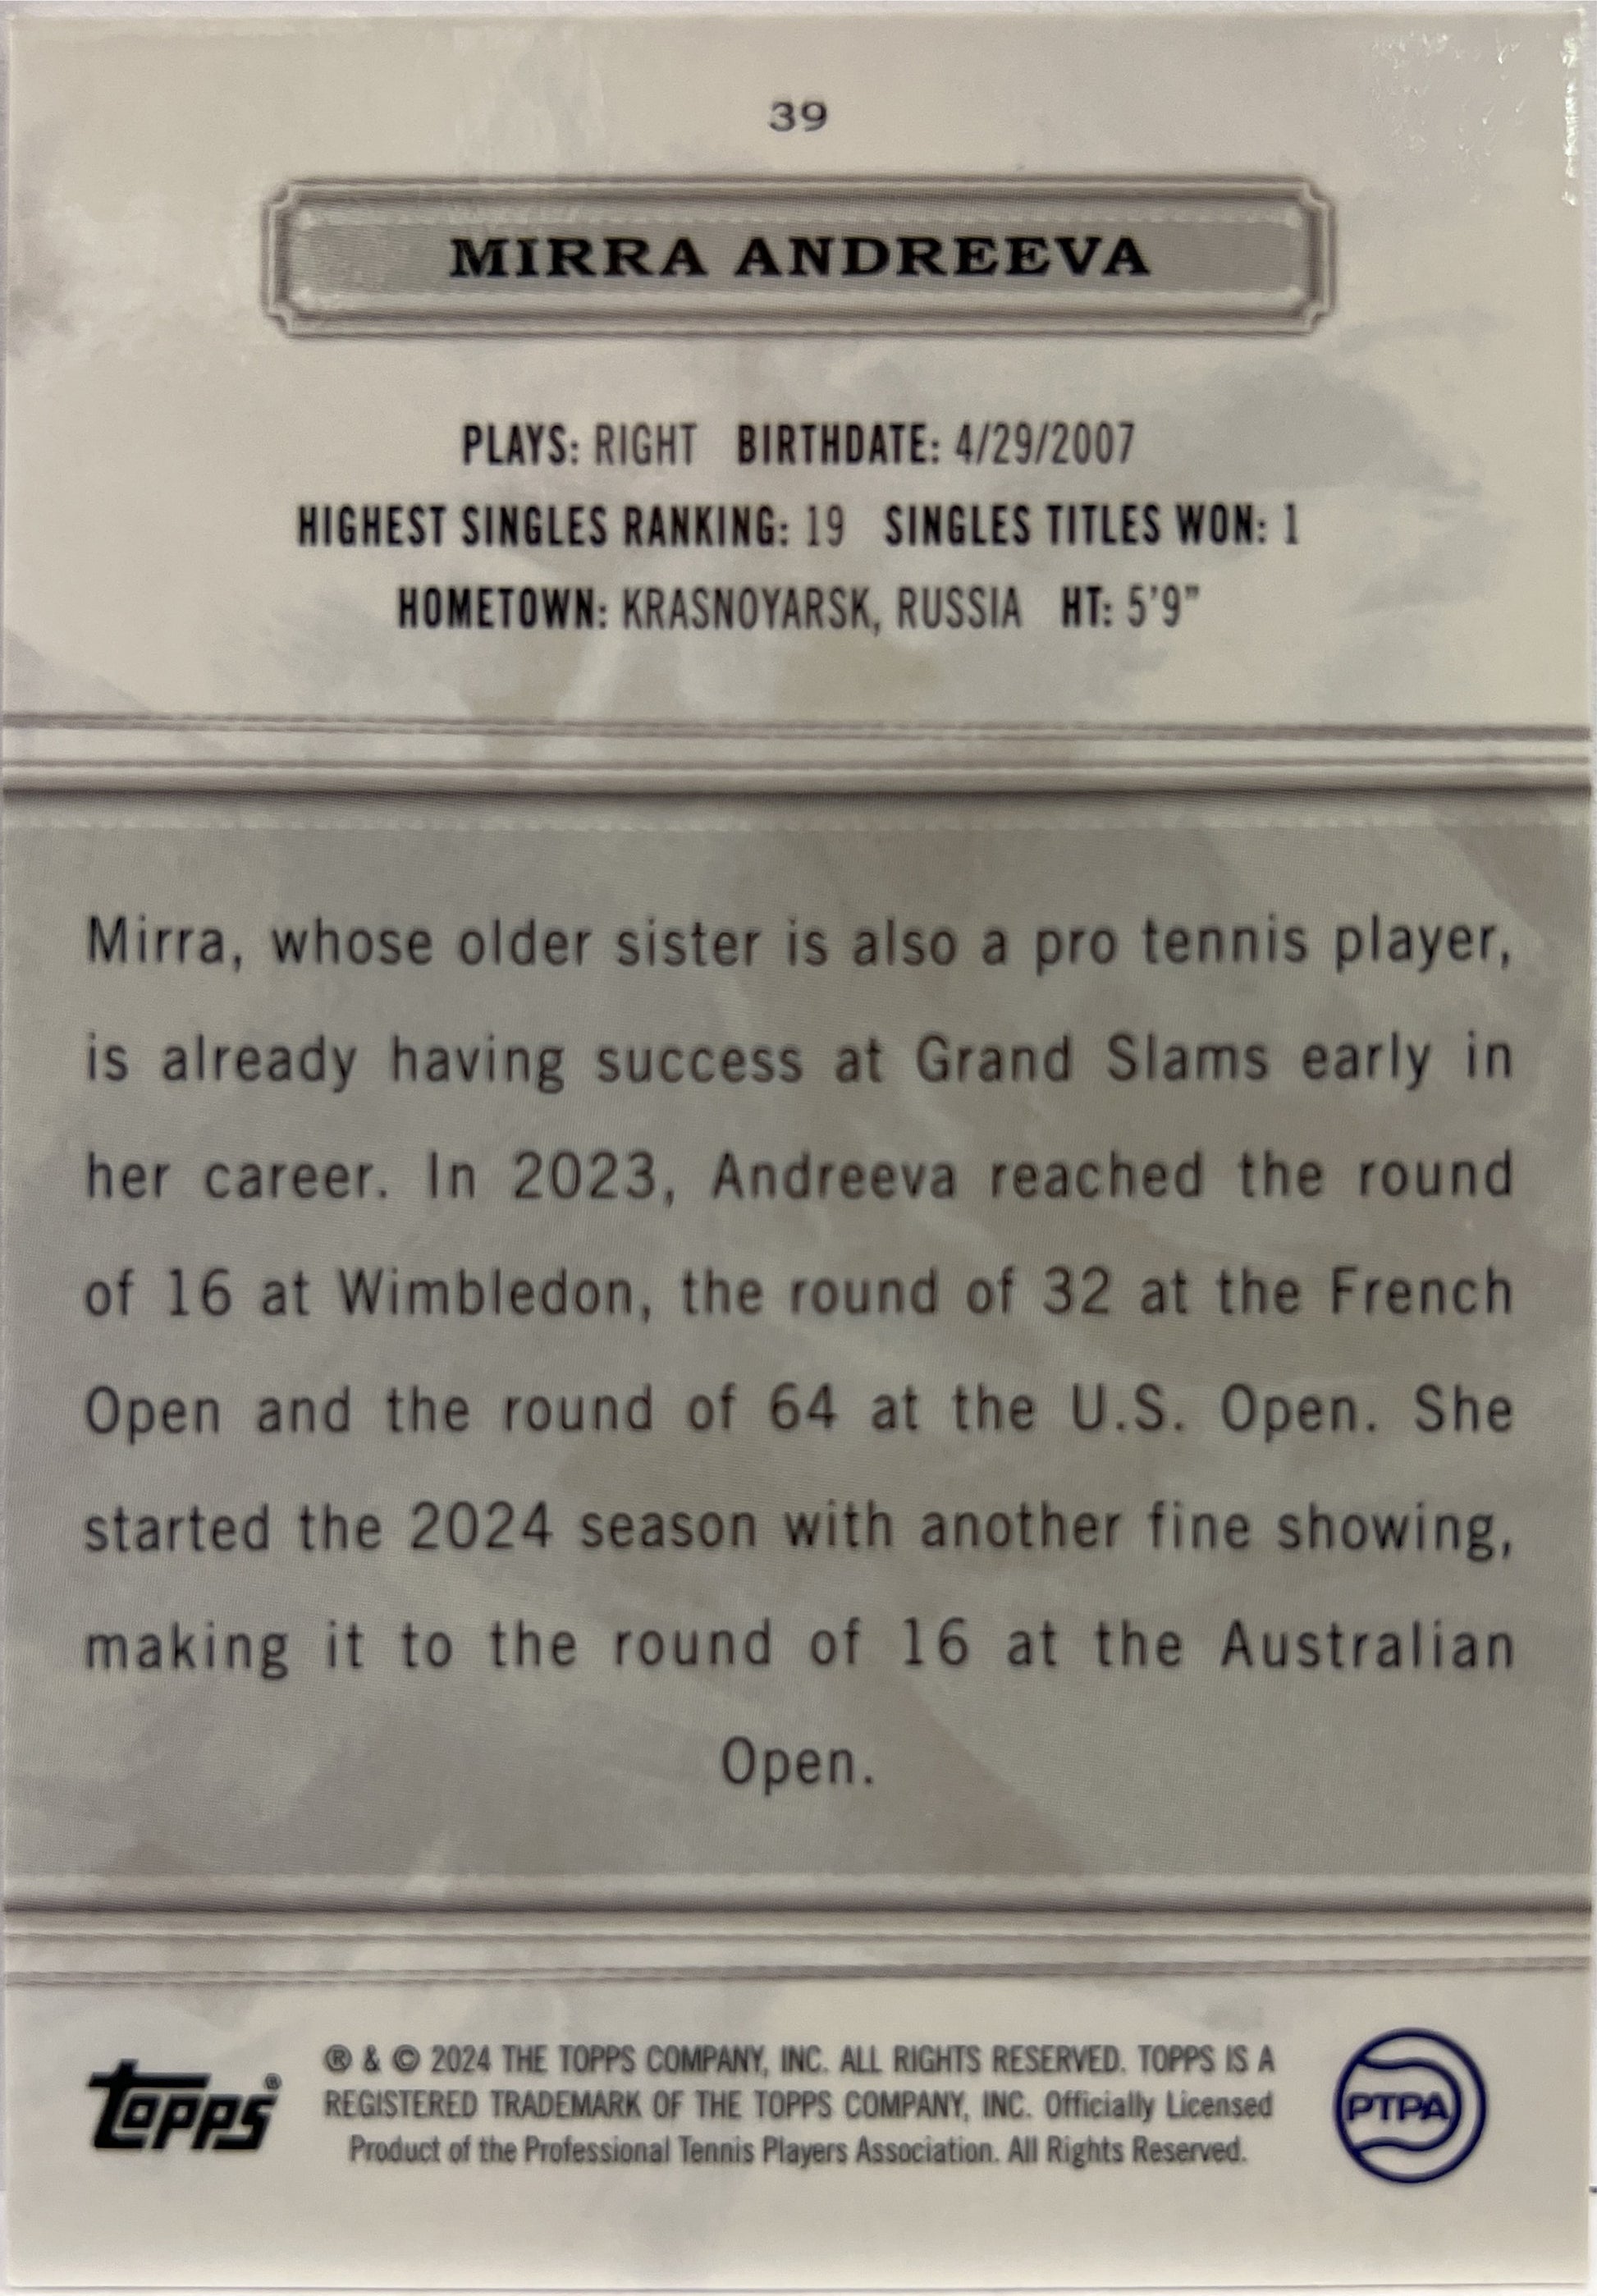 39
MIRRA ANDREEVA
PLAYS: RIGHT BIRTHDATE: 4/29/2007
HIGHEST SINGLES RANKING: 19 SINGLES TITLES WON: 1
HOMETOWN: KRASNOYARSK, RUSSIA HT: 5'9"
Mirra, whose older sister is also a pro tennis player,
is already having success at Grand Slams early in
her career. In 2023, Andreeva reached the round
of 16 at Wimbledon, the round of 32 at the French
Open and the round of 64 at the U.S. Open. She
started the 2024 season with another fine showing,
making it to the round of 16 at the Australian
Open.
topps®
® & © 2024 THE TOPPS COMPANY, INC. ALL RIGHTS RESERVED. TOPPS IS A
REGISTERED TRADEMARK OF THE TOPPS COMPANY, INC. Officially Licensed
Product of the Professional Tennis Players Association. All Rights Reserved.
PTPA